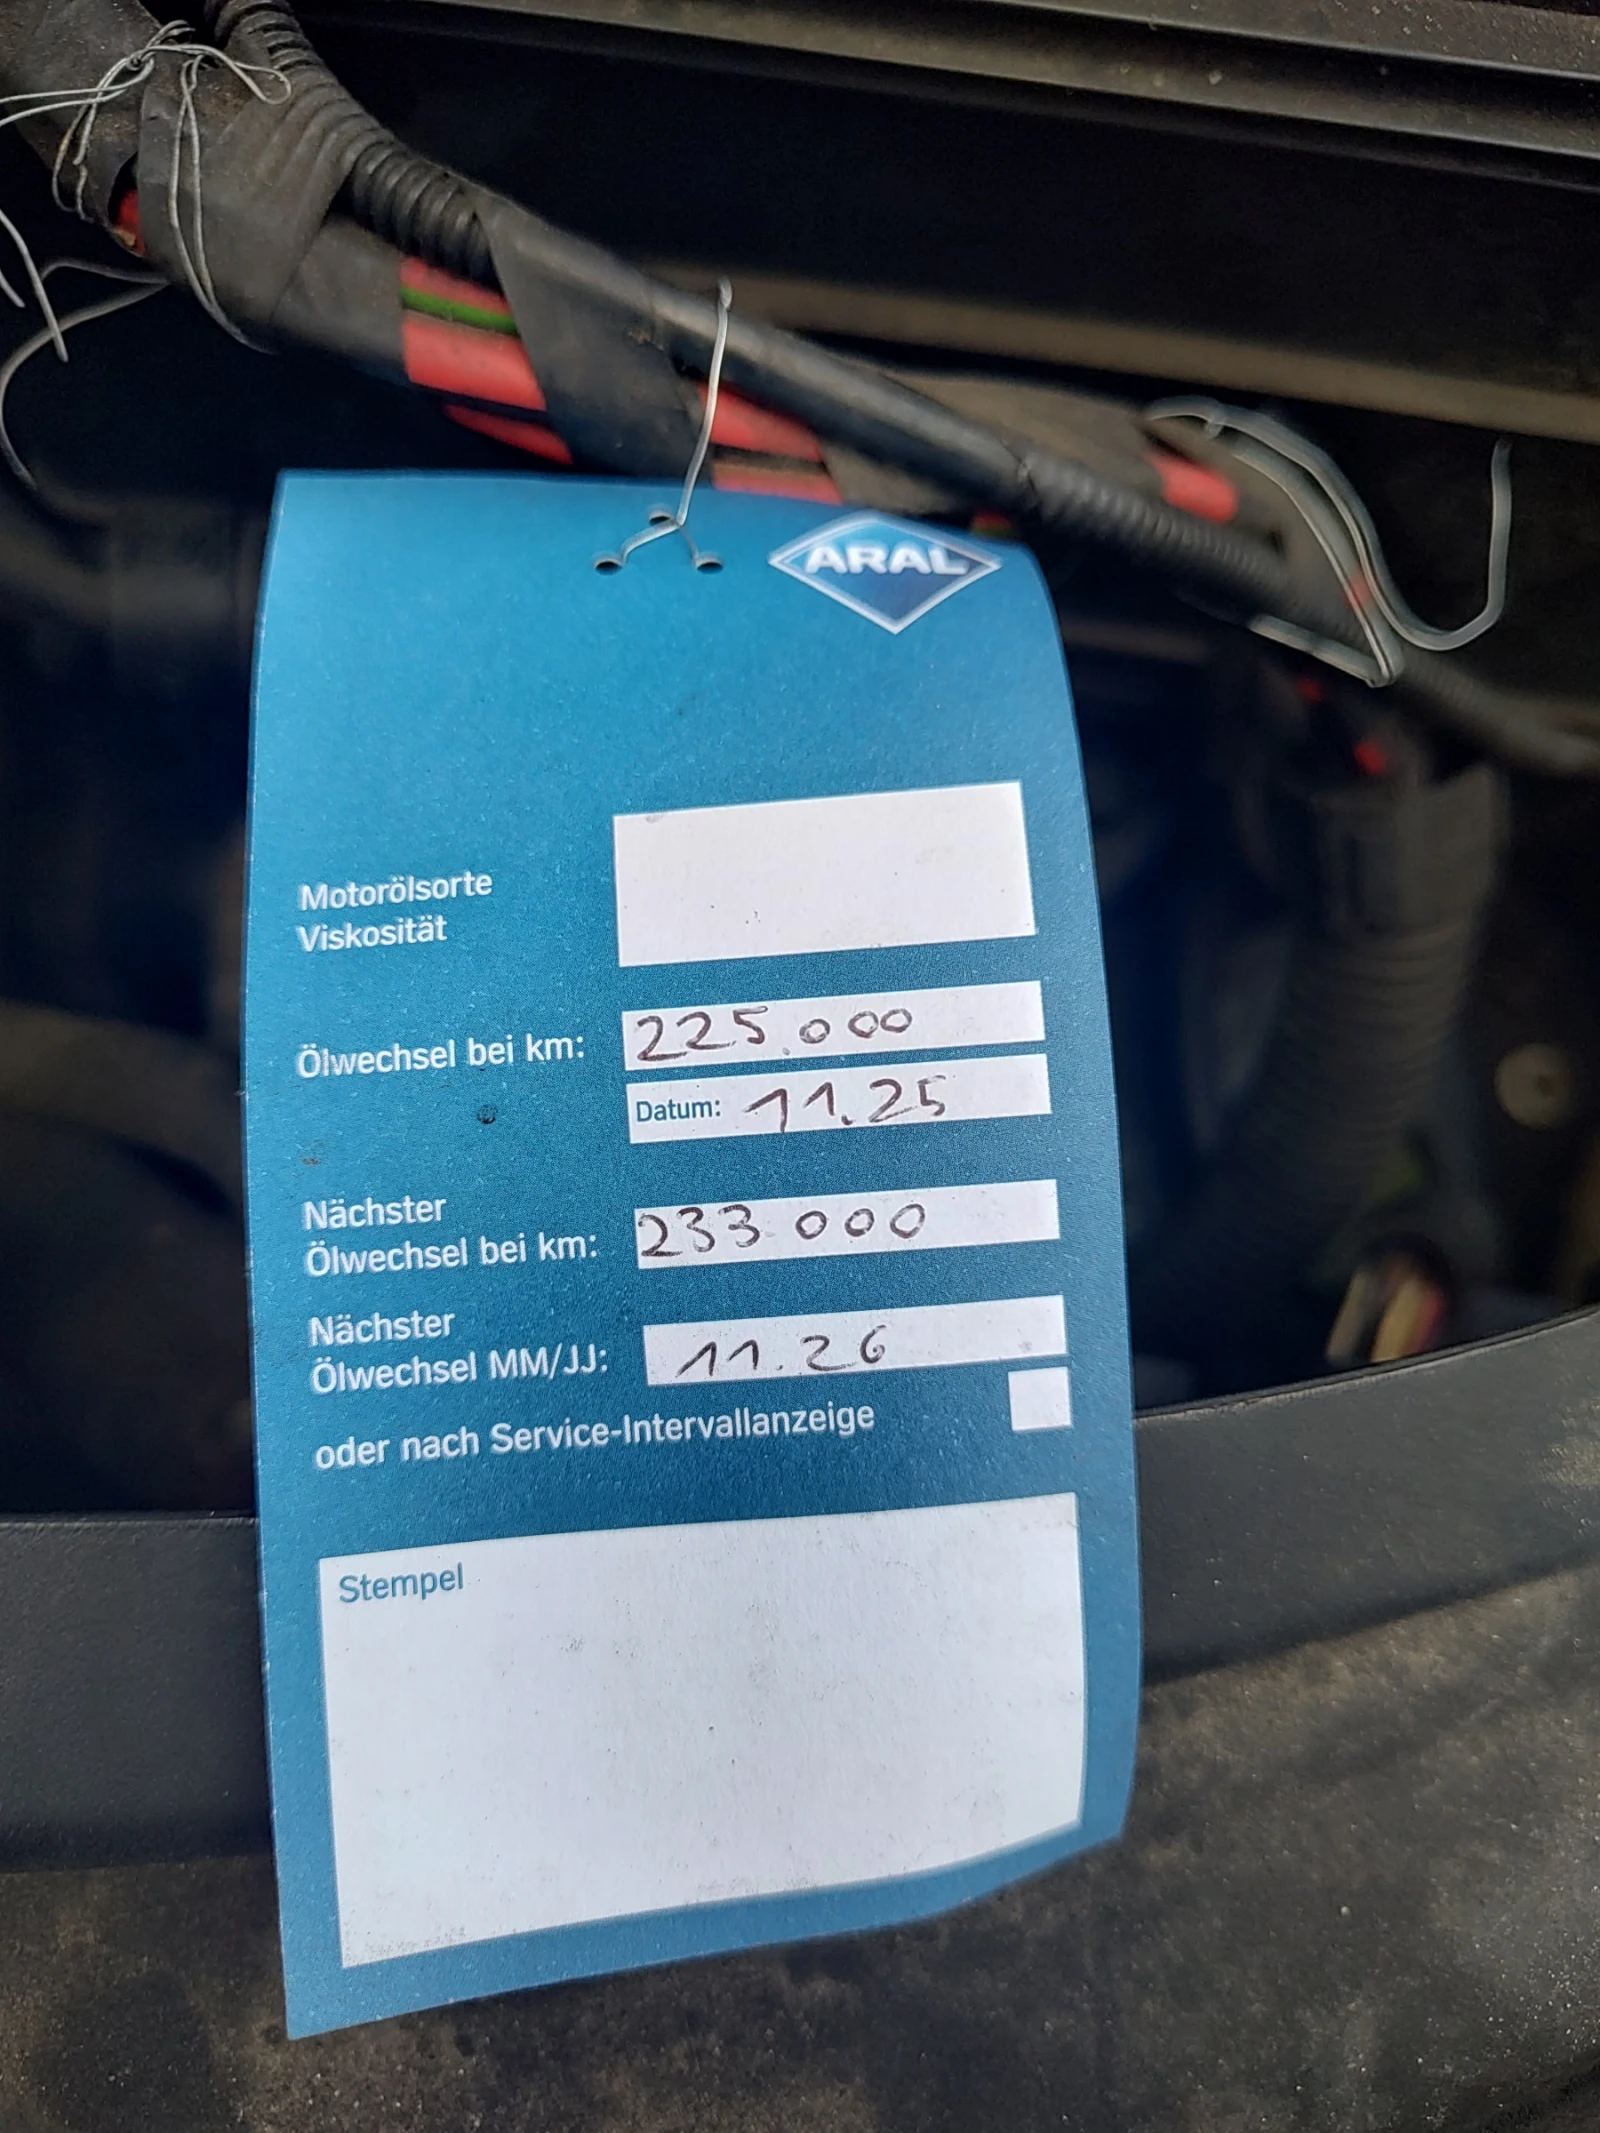 ARAL
Motorölsorte
Viskosität
Ölwechsel bei km: 225.000
Datum: 11.25
Nächster
Ölwechsel bei km: 233.000
Nächster
Ölwechsel MM/JJ: 11.26
oder nach Service-Intervallanzeige
Stempel